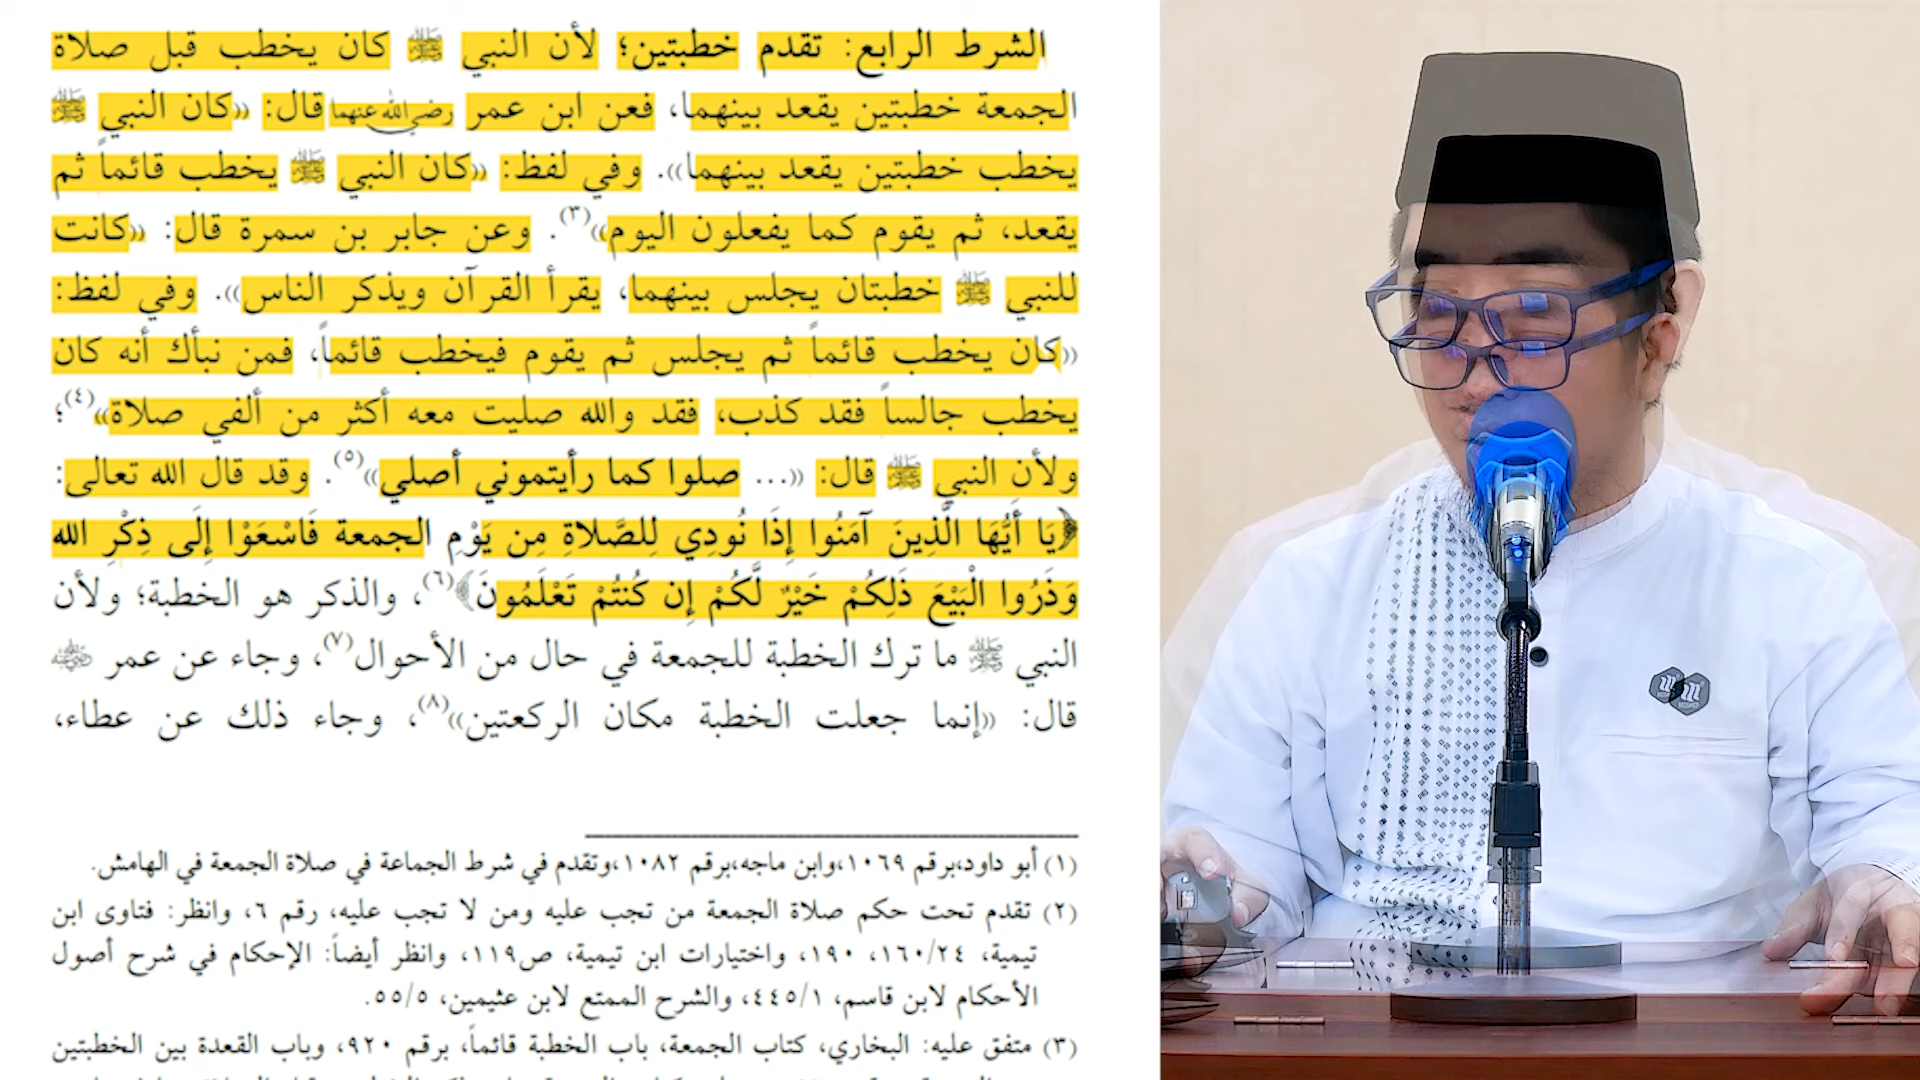 الشرط الرابع: تقدم خطبتين؛ لأن النبي ﷺ كان يخطب قبل صلاة
الجمعة خطبتين يقعد بينهما، فعن ابن عمر رضي الله عنهما قال: ((كان النبي ﷺ
يخطب خطبتين يقعد بينهما)). وفي لفظ: ((كان النبي ﷺ يخطب قائماً ثم
يقعد، ثم يقوم كما يفعلون اليوم))(٣). وعن جابر بن سمرة قال: ((كانت
للنبي ﷺ خطبتان يجلس بينهما، يقرأ القرآن ويذكر الناس)). وفي لفظ:
((كان يخطب قائماً ثم يجلس ثم يقوم فيخطب قائماً، فمن نبأك أنه كان
يخطب جالساً فقد كذب، فقد والله صليت معه أكثر من ألفي صلاة))(٤)؛
ولأن النبي ﷺ قال: ((... صلوا كما رأيتموني أصلي))(٥). وقد قال الله تعالى:
﴿يَا أَيُّهَا الَّذِينَ آمَنُوا إِذَا نُودِي لِلصَّلاةِ مِن يَوْمِ الجمعة فَاسْعَوْا إِلَى ذِكْرِ الله
وَذَرُوا الْبَيْعَ ذَلِكُمْ خَيْرٌ لَّكُمْ إِن كُنتُمْ تَعْلَمُونَ﴾(٦)، والذكر هو الخطبة؛ ولأن
النبي ﷺ ما ترك الخطبة للجمعة في حال من الأحوال(٧)، وجاء عن عمر رضي الله عنه
قال: ((إنما جعلت الخطبة مكان الركعتين))(٨)، وجاء ذلك عن عطاء،
(١) أبو داود،برقم ١٠٦٩،وابن ماجه،برقم ١٠٨٢،وتقدم في شرط الجماعة في صلاة الجمعة في الهامش.
(٢) تقدم تحت حكم صلاة الجمعة من تجب عليه ومن لا تجب عليه، رقم ٦، وانظر: فتاوى ابن
تيمية، ١٦٠/٢٤، ١٩٠، واختيارات ابن تيمية، ص١١٩، وانظر أيضاً: الإحكام في شرح أصول
الأحكام لابن قاسم، ٤٤٥/١، والشرح الممتع لابن عثيمين، ٥٥/٥.
(٣) متفق عليه: البخاري، كتاب الجمعة، باب الخطبة قائماً، برقم ٩٢٠، وباب القعدة بين الخطبتين